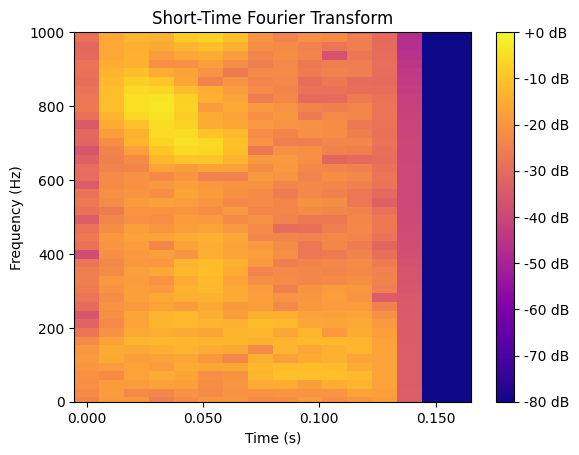 Short-Time Fourier Transform
1000
800
600
400
200
0
Frequency (Hz)
0.000
0.050
0.100
0.150
Time (s)
+0 dB
-10 dB
-20 dB
-30 dB
-40 dB
-50 dB
-60 dB
-70 dB
-80 dB